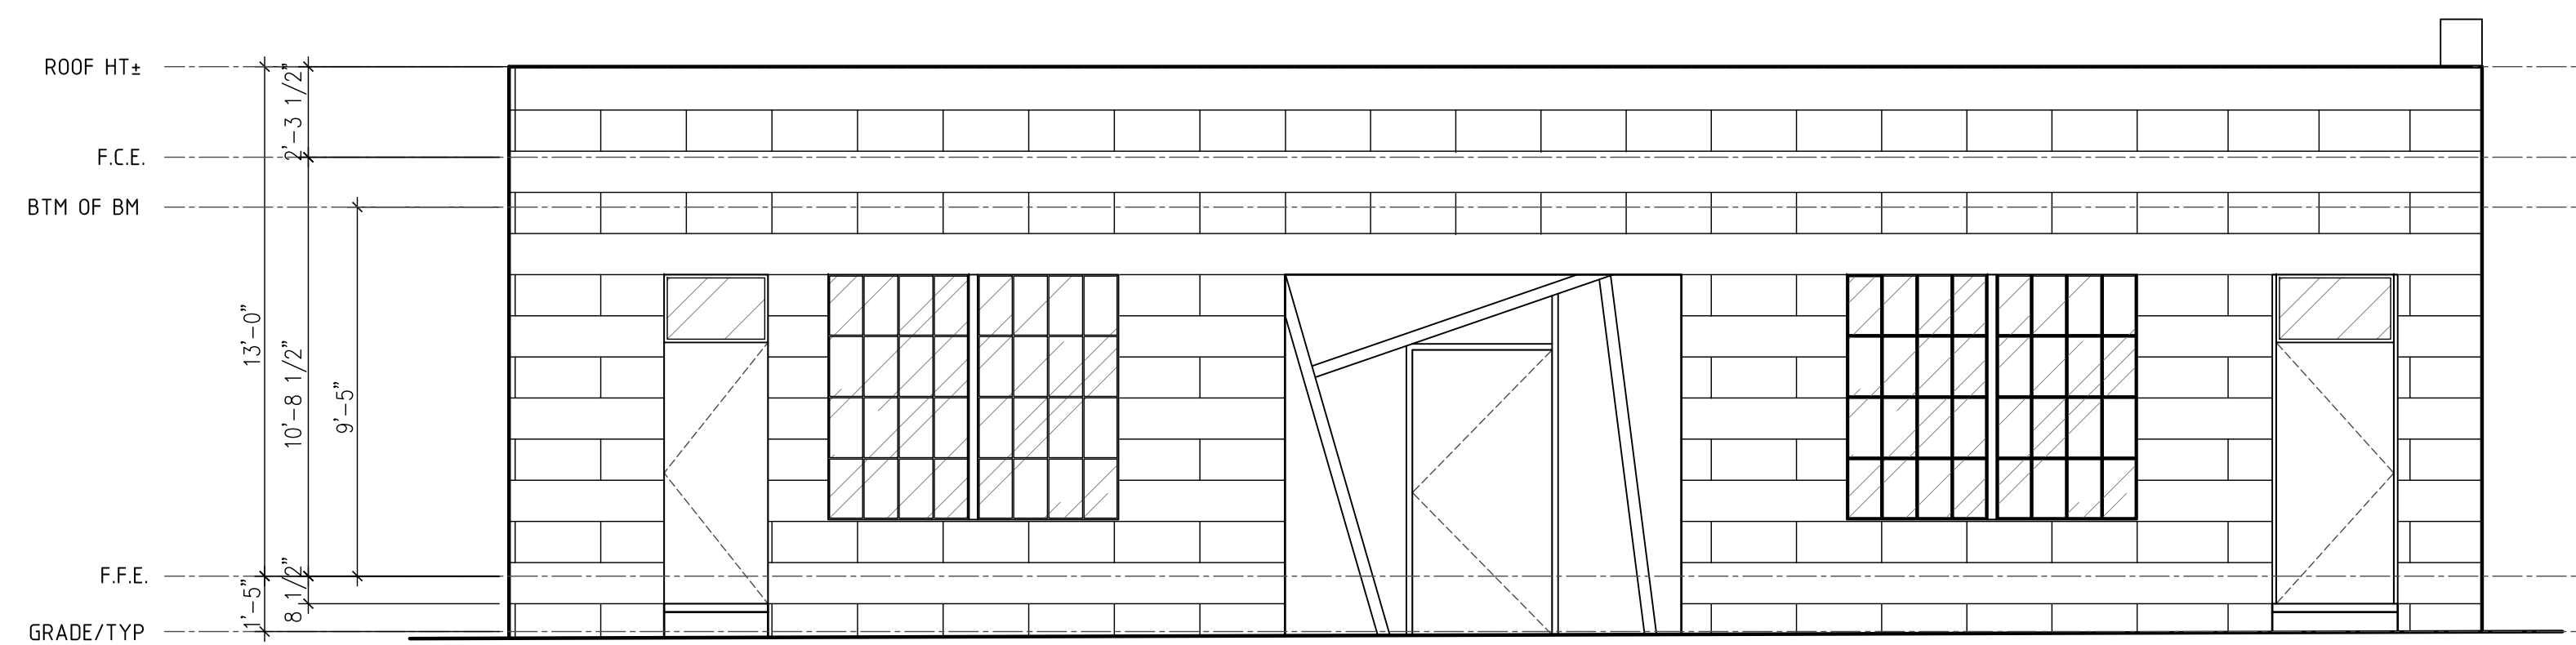 ROOF HT±
2'-3 1/2"
F.C.E.
BTM OF BM
13'-0"
10'-8 1/2"
9'-5"
F.F.E.
1'-5"
8 1/2"
GRADE/TYP